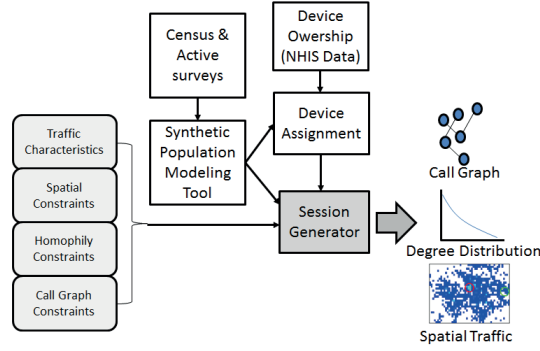 Census &
Active
surveys
Device
Owership
(NHIS Data)
Traffic
Characteristics
Spatial
Constraints
Homophily
Constraints
Call Graph
Constraints
Synthetic
Population
Modeling
Tool
Device
Assignment
Session
Generator
Call Graph
Degree Distribution
Spatial Traffic